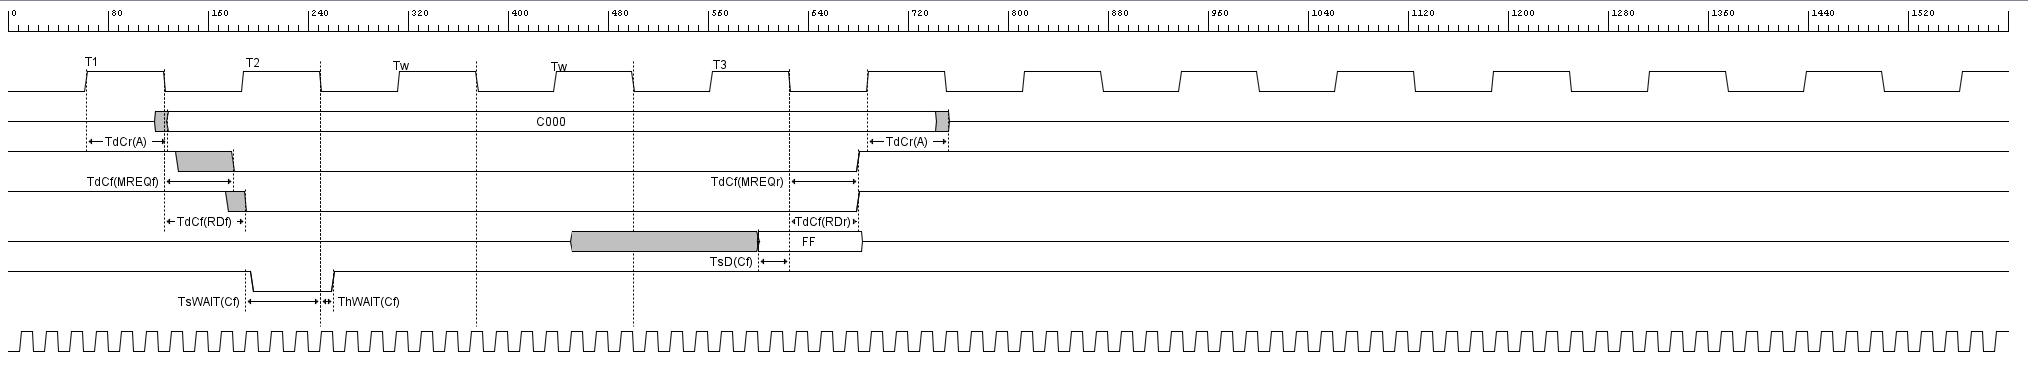 0 80 160 240 320 400 480 560 640 720 800 880 960 1040 1120 1200 1280 1360 1440 1520
T1 T2 Tw Tw T3
C000
TdCr(A) TdCr(A)
TdCf(MREQf) TdCf(MREQr)
TdCf(RDf) TdCf(RDr)
FF
TsD(Cf)
TsWAIT(Cf) ThWAIT(Cf)